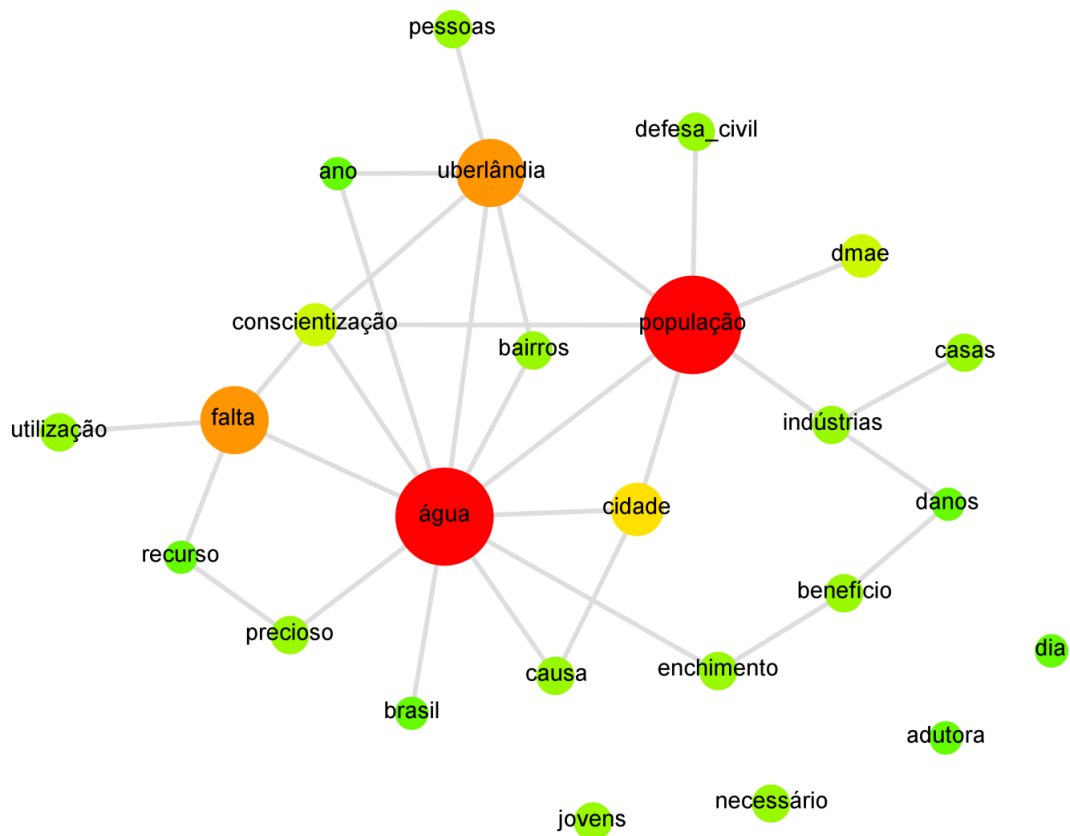 pessoas
defesa_civil
ano
uberlândia
dmae
conscientização
população
bairros
casas
utilização
falta
indústrias
água
cidade
danos
recurso
benefício
precioso
dia
causa
enchimento
brasil
adutora
necessário
jovens